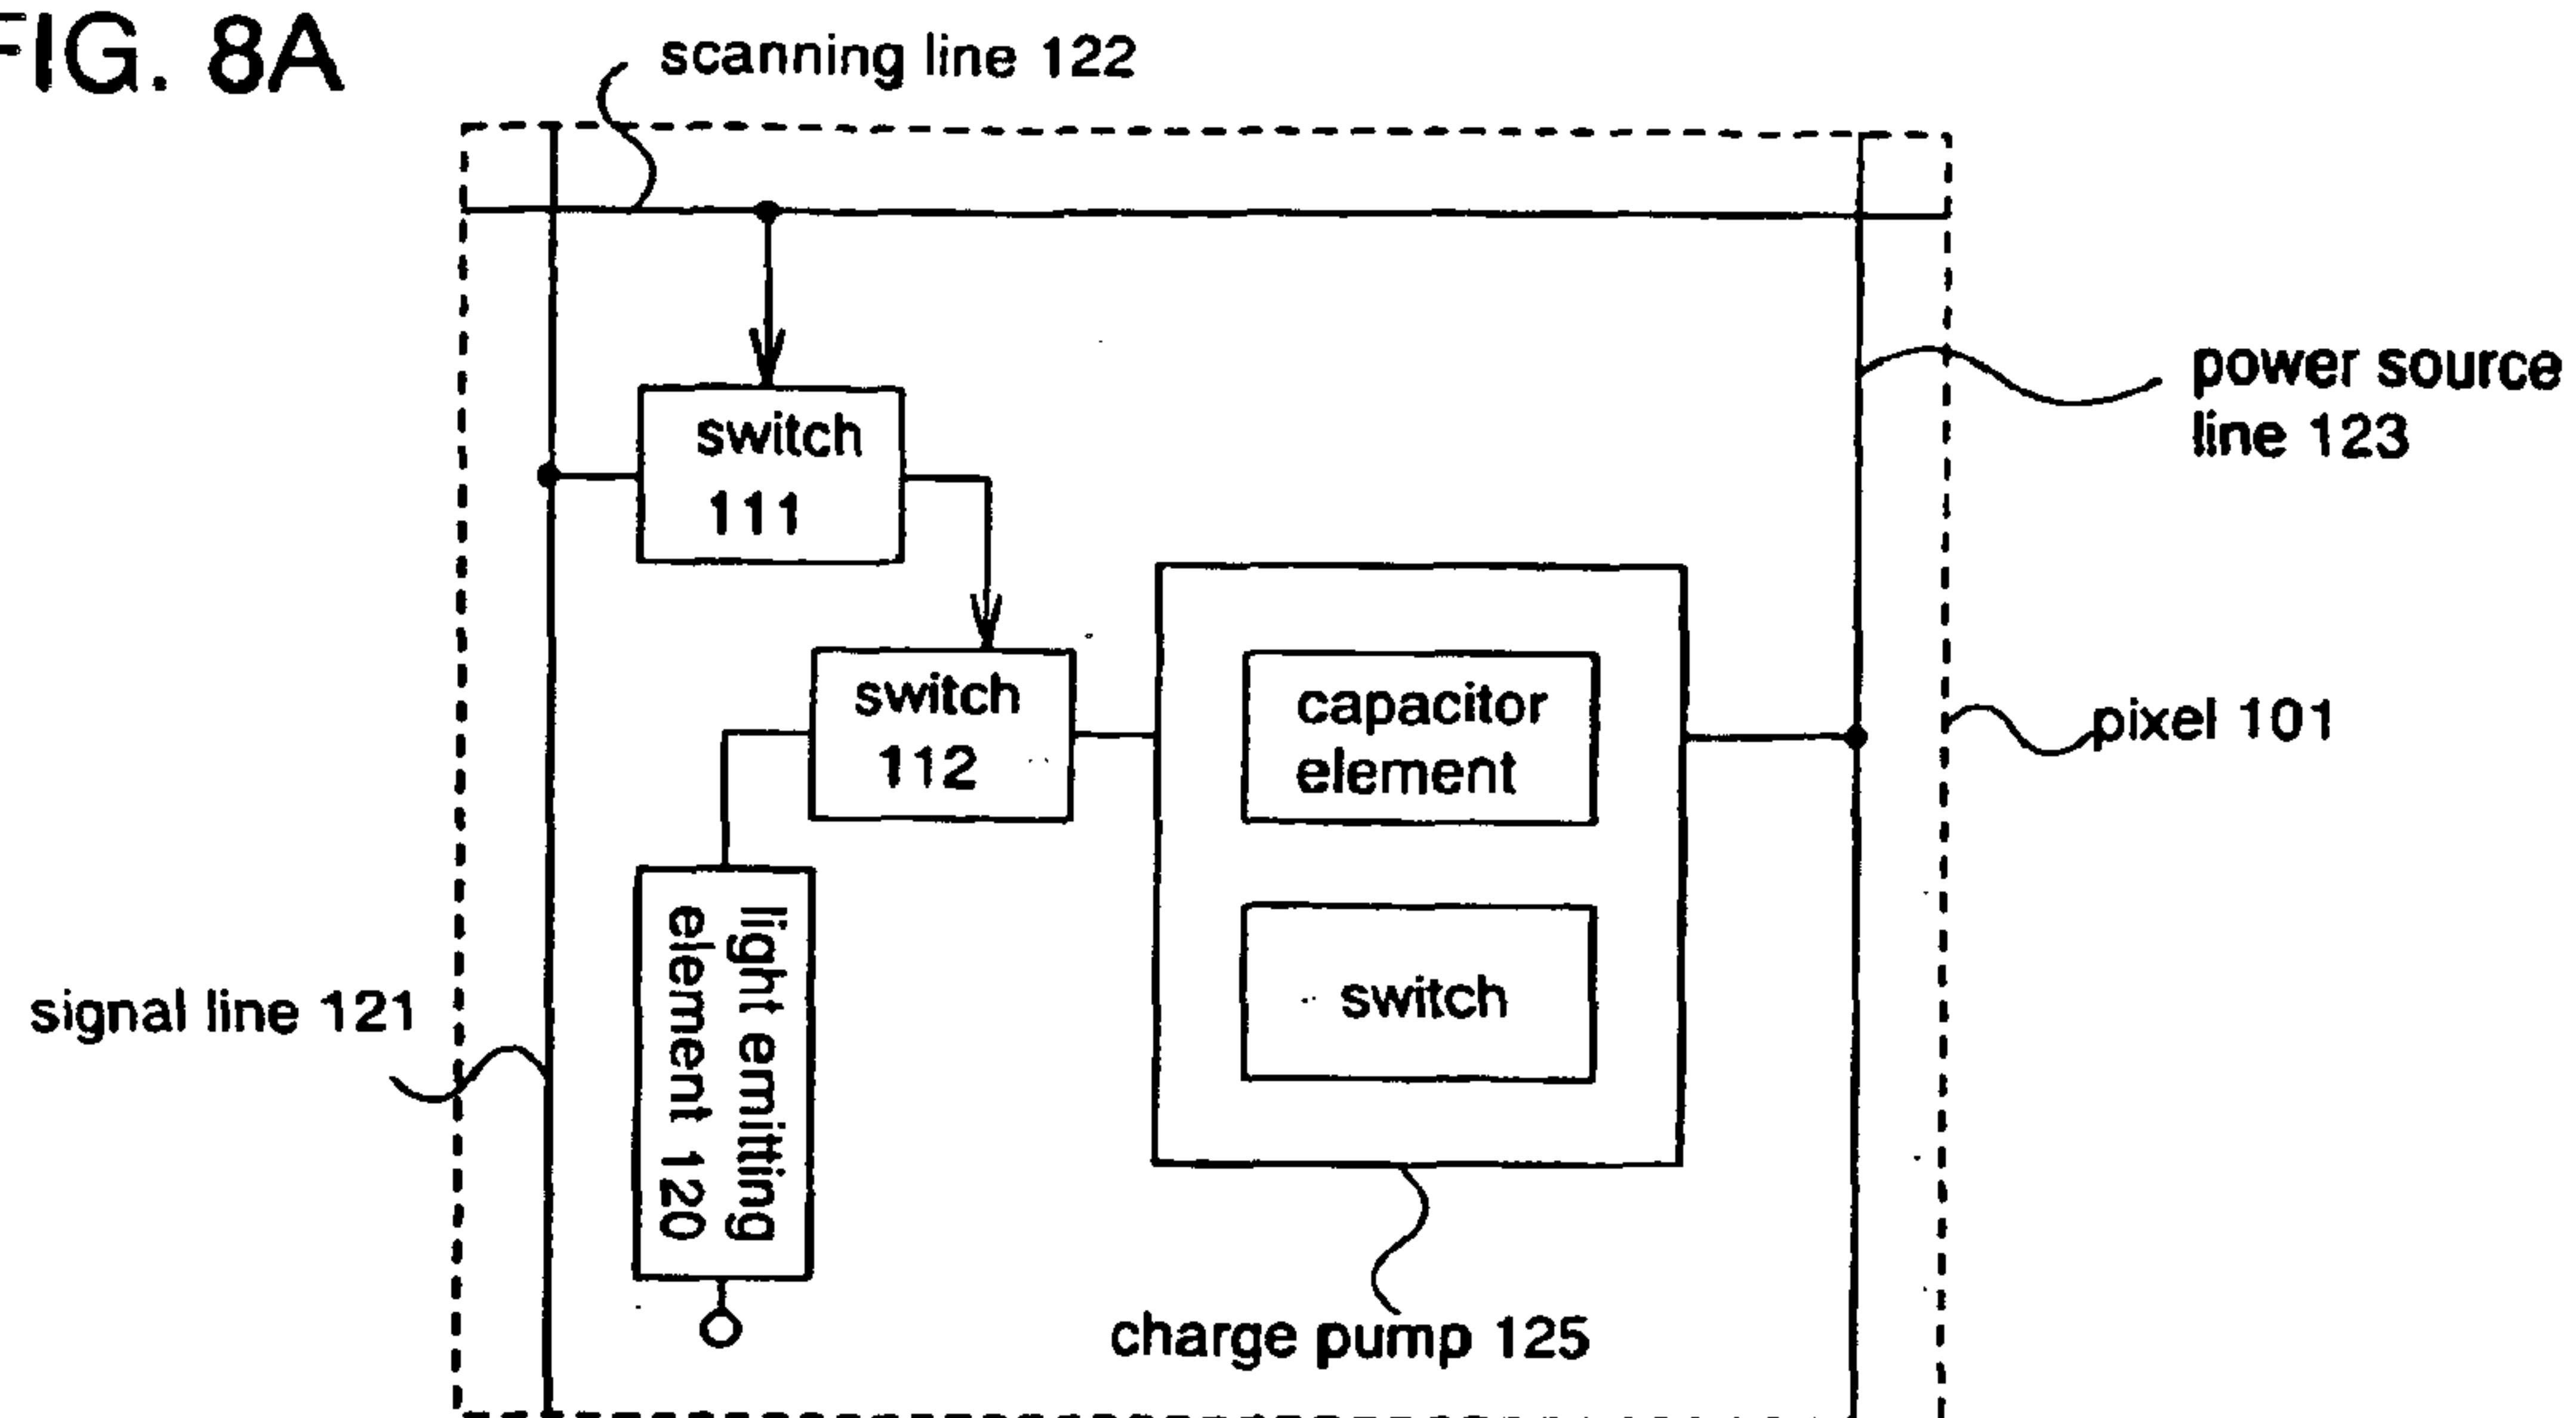 FIG. 8A
scanning line 122
switch
111
power source
line 123
switch
112
capacitor
element
pixel 101
light emitting
element 120
switch
signal line 121
charge pump 125